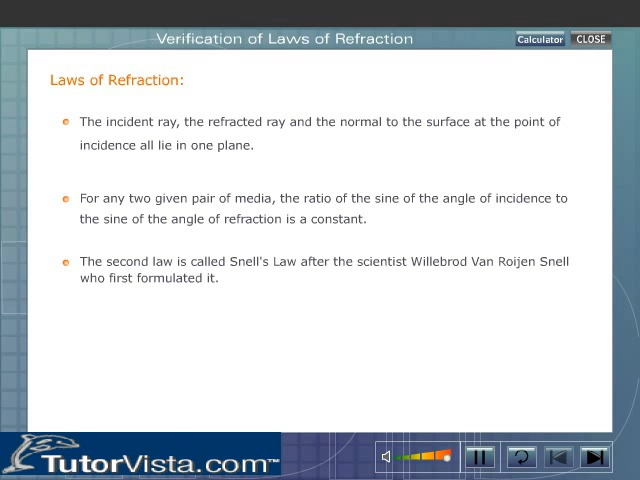 Verification of Laws of Refraction
Calculator
CLOSE
Laws of Refraction:
The incident ray, the refracted ray and the normal to the surface at the point of
incidence all lie in one plane.
For any two given pair of media, the ratio of the sine of the angle of incidence to
the sine of the angle of refraction is a constant.
The second law is called Snell's Law after the scientist Willebrod Van Roijen Snell
who first formulated it.
TutorVista.com™